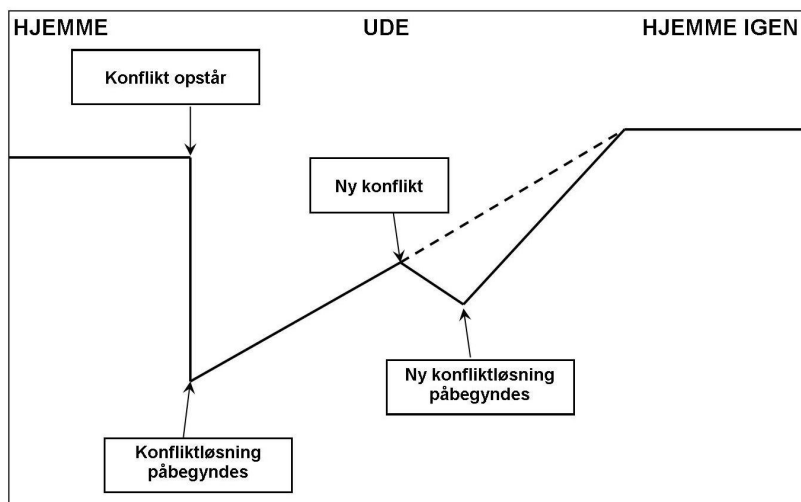 HJEMME UDE HJEMME IGEN
Konflikt opstår
Ny konflikt
Ny konfliktløsning
påbegyndes
Konfliktløsning
påbegyndes